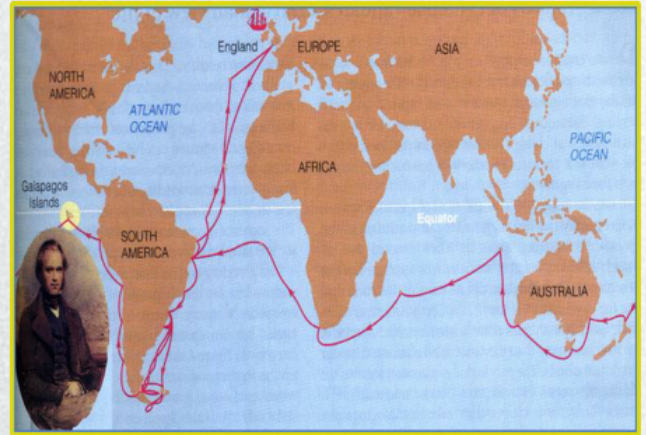 England
EUROPE
ASIA
NORTH
AMERICA
ATLANTIC
OCEAN
PACIFIC
OCEAN
AFRICA
Galapagos
Islands
Equator
SOUTH
AMERICA
AUSTRALIA